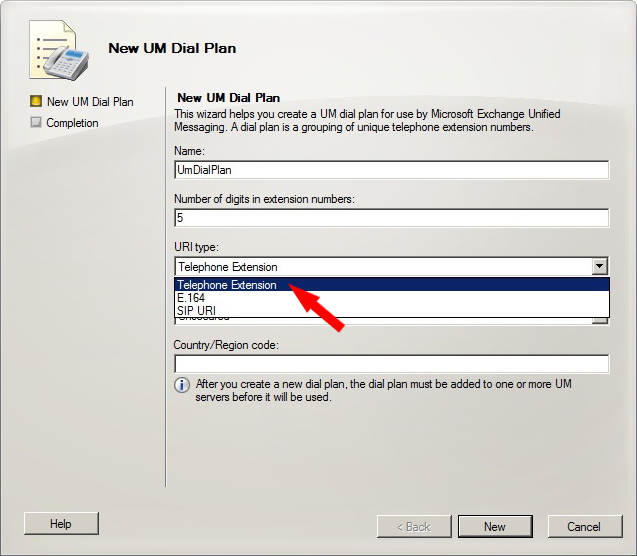 New UM Dial Plan
New UM Dial Plan
Completion
New UM Dial Plan
This wizard helps you create a UM dial plan for use by Microsoft Exchange Unified
Messaging. A dial plan is a grouping of unique telephone extension numbers.
Name:
UmDialPlan
Number of digits in extension numbers:
5
URI type:
Telephone Extension
Telephone Extension
E.164
SIP URI
Country/Region code:
After you create a new dial plan, the dial plan must be added to one or more UM
servers before it will be used.
Help
< Back
New
Cancel